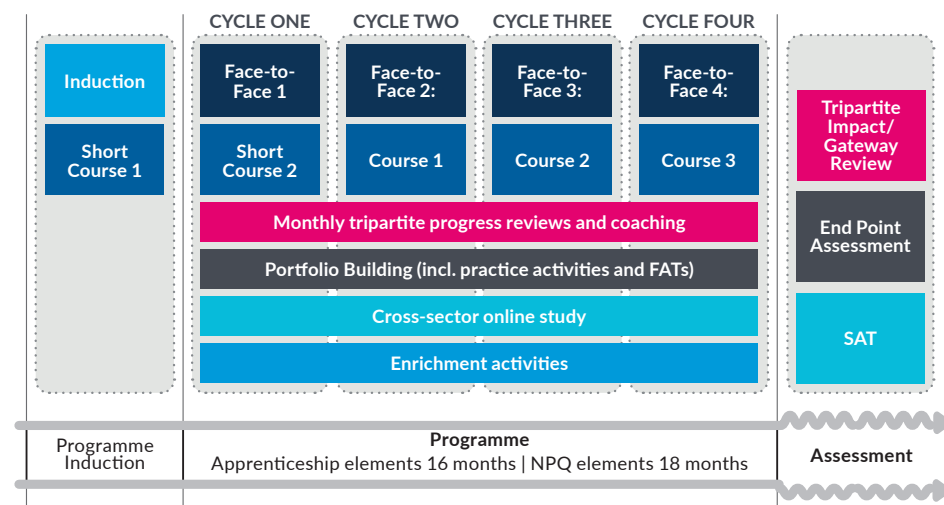 CYCLE ONE
CYCLE TWO
CYCLE THREE
CYCLE FOUR
Induction
Short
Course 1
Face-to-
Face 1
Face-to-
Face 2:
Face-to-
Face 3:
Face-to-
Face 4:
Short
Course 2
Course 1
Course 2
Course 3
Monthly tripartite progress reviews and coaching
Portfolio Building (incl. practice activities and FATs)
Cross-sector online study
Enrichment activities
Tripartite
Impact/
Gateway
Review
End Point
Assessment
SAT
Programme
Induction
Programme
Apprenticeship elements 16 months | NPQ elements 18 months
Assessment